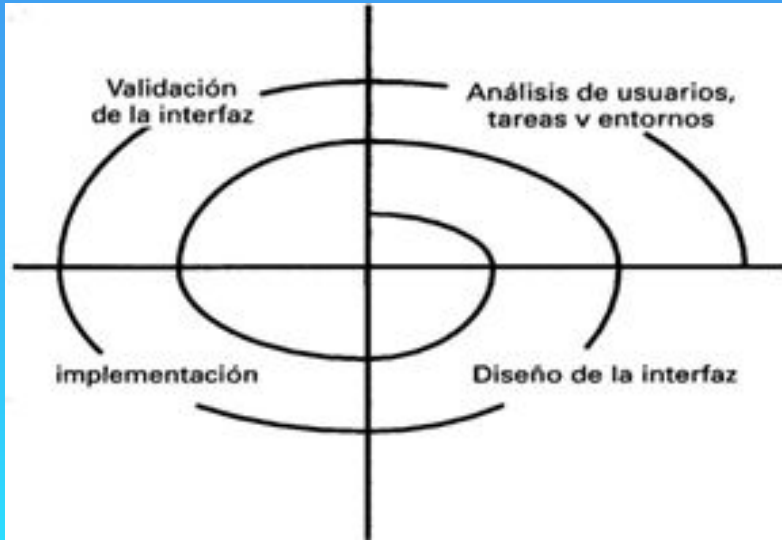 Validación
de la interfaz
Análisis de usuarios,
tareas v entornos
implementación
Diseño de la interfaz